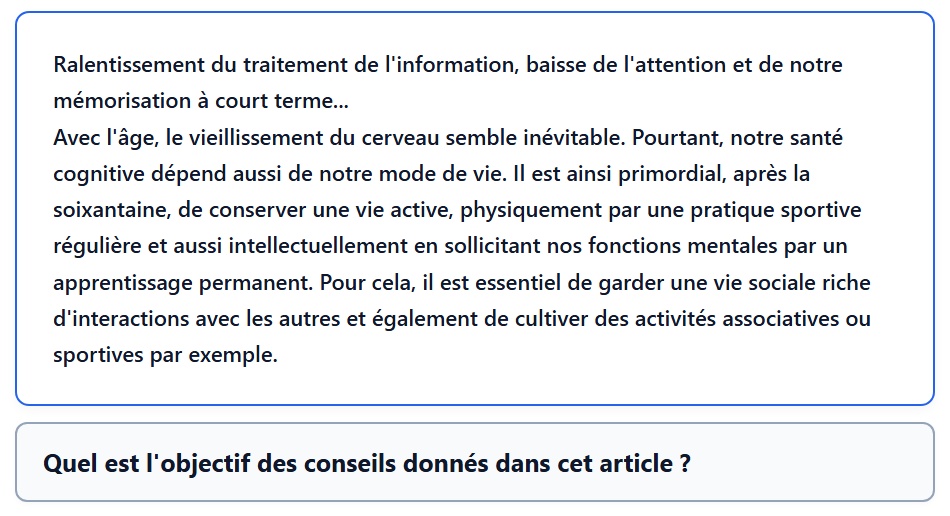 Ralentissement du traitement de l'information, baisse de l'attention et de notre
mémorisation à court terme...
Avec l'âge, le vieillissement du cerveau semble inévitable. Pourtant, notre santé
cognitive dépend aussi de notre mode de vie. Il est ainsi primordial, après la
soixantaine, de conserver une vie active, physiquement par une pratique sportive
régulière et aussi intellectuellement en sollicitant nos fonctions mentales par un
apprentissage permanent. Pour cela, il est essentiel de garder une vie sociale riche
d'interactions avec les autres et également de cultiver des activités associatives ou
sportives par exemple.
Quel est l'objectif des conseils donnés dans cet article ?